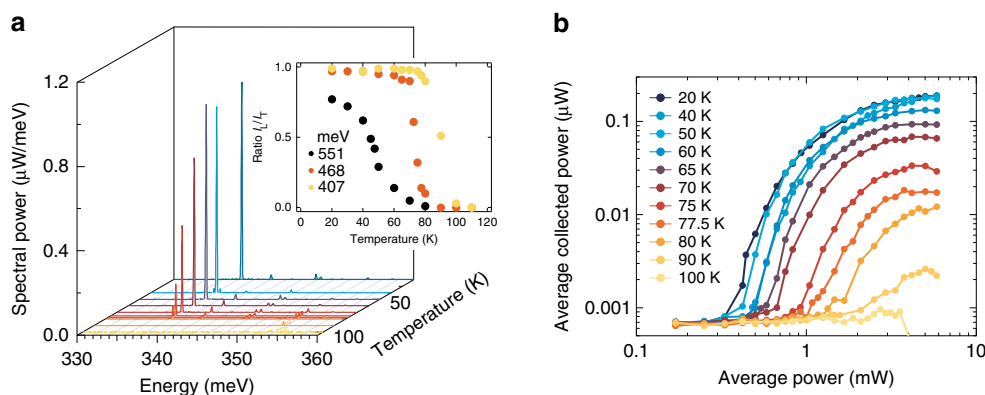 a
Spectral power (µW/meV)
1.2
0.8
0.4
0.0
330
340
350
360
Energy (meV)
50
100
Temperature (K)
Ratio I_L/I_T
1.0
0.5
0.0
meV
551
468
407
0 20 40 60 80 100 120
Temperature (K)
b
Average collected power (µW)
0.1
0.01
0.001
20 K
40 K
50 K
60 K
65 K
70 K
75 K
77.5 K
80 K
90 K
100 K
0.1 1 10
Average power (mW)